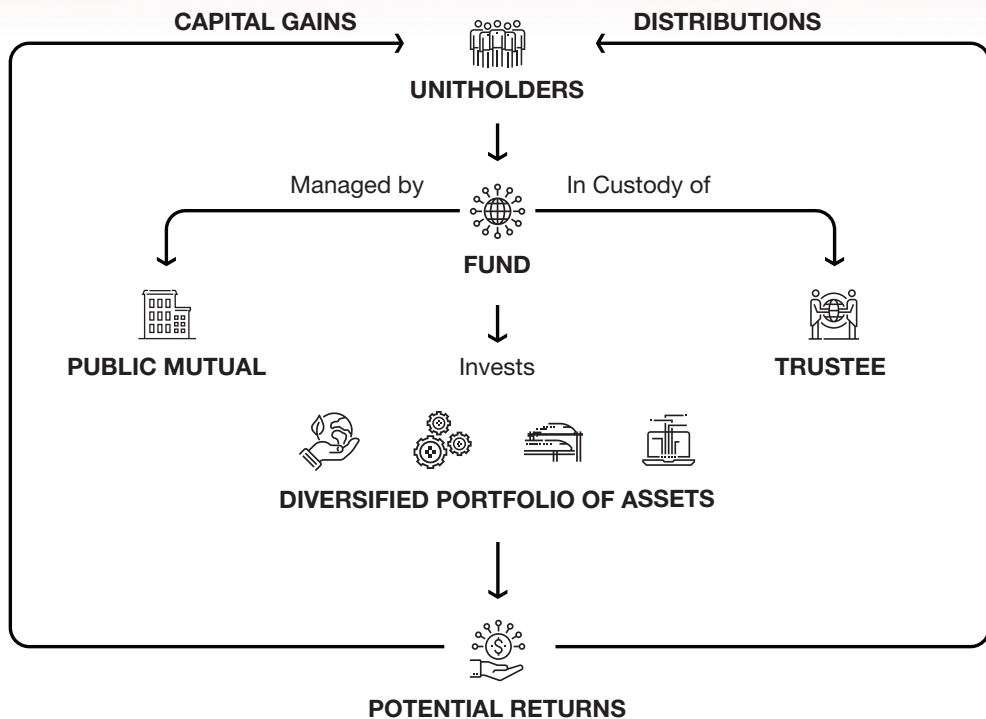 CAPITAL GAINS
DISTRIBUTIONS
UNITHOLDERS
Managed by
In Custody of
FUND
PUBLIC MUTUAL
Invests
TRUSTEE
DIVERSIFIED PORTFOLIO OF ASSETS
$
POTENTIAL RETURNS